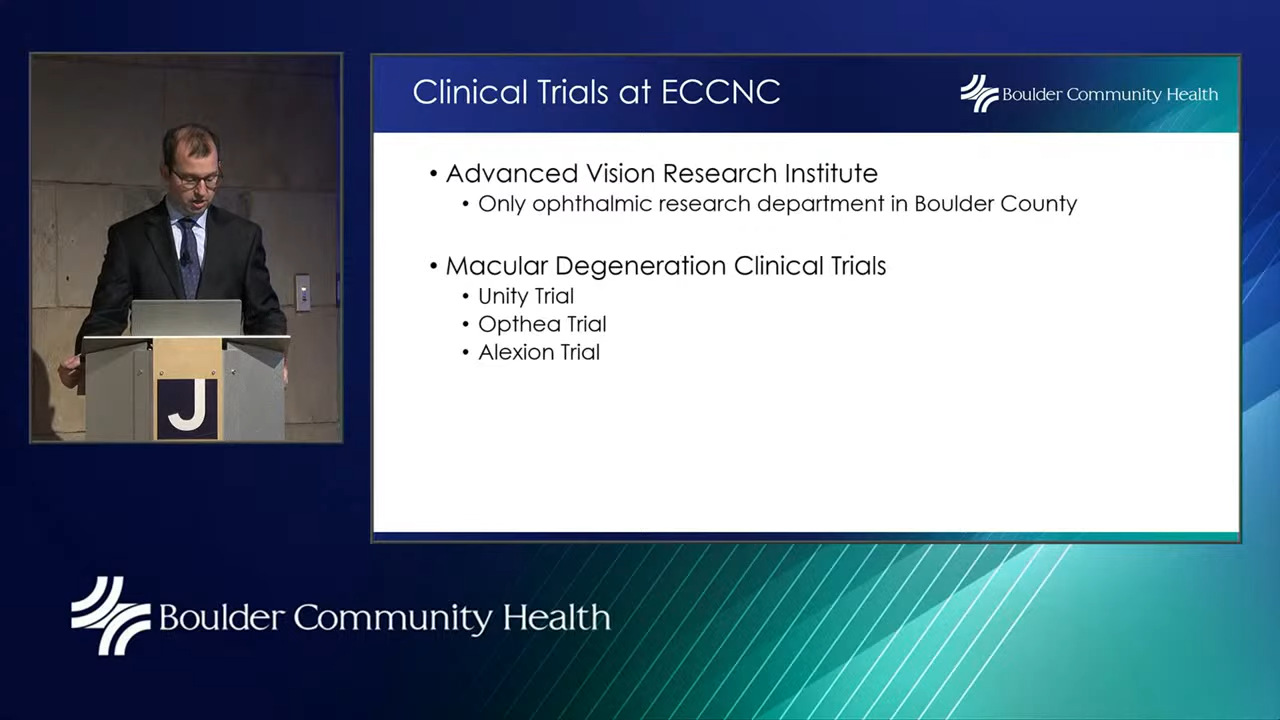 Clinical Trials at ECCNC
Boulder Community Health
• Advanced Vision Research Institute
• Only ophthalmic research department in Boulder County
• Macular Degeneration Clinical Trials
• Unity Trial
• Opthea Trial
• Alexion Trial
J
Boulder Community Health